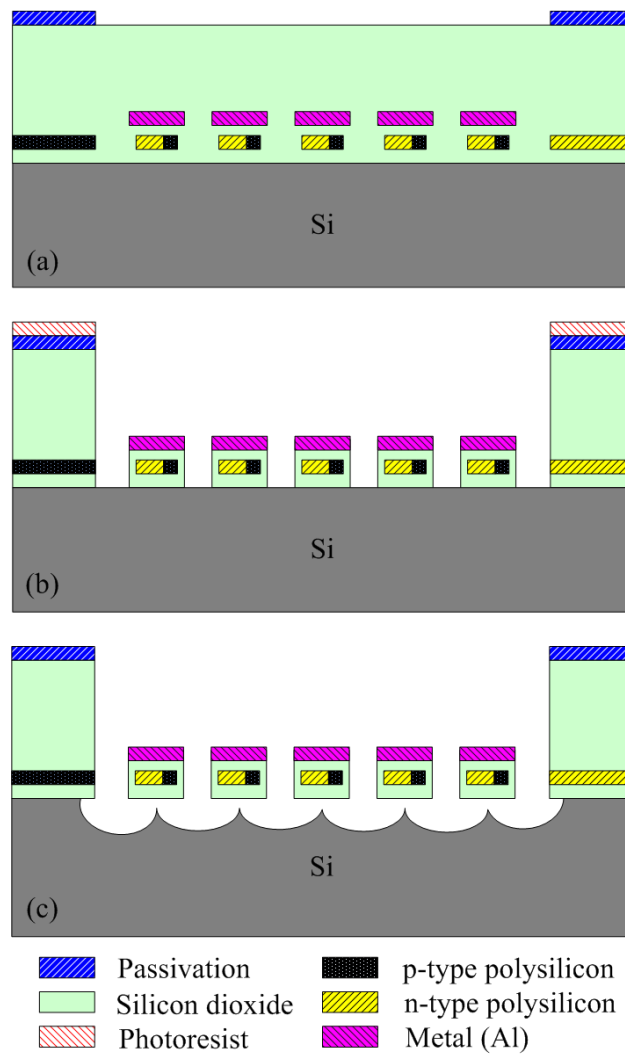 Si
(a)
Si
(b)
Si
(c)
Passivation
p-type polysilicon
Silicon dioxide
n-type polysilicon
Photoresist
Metal (Al)